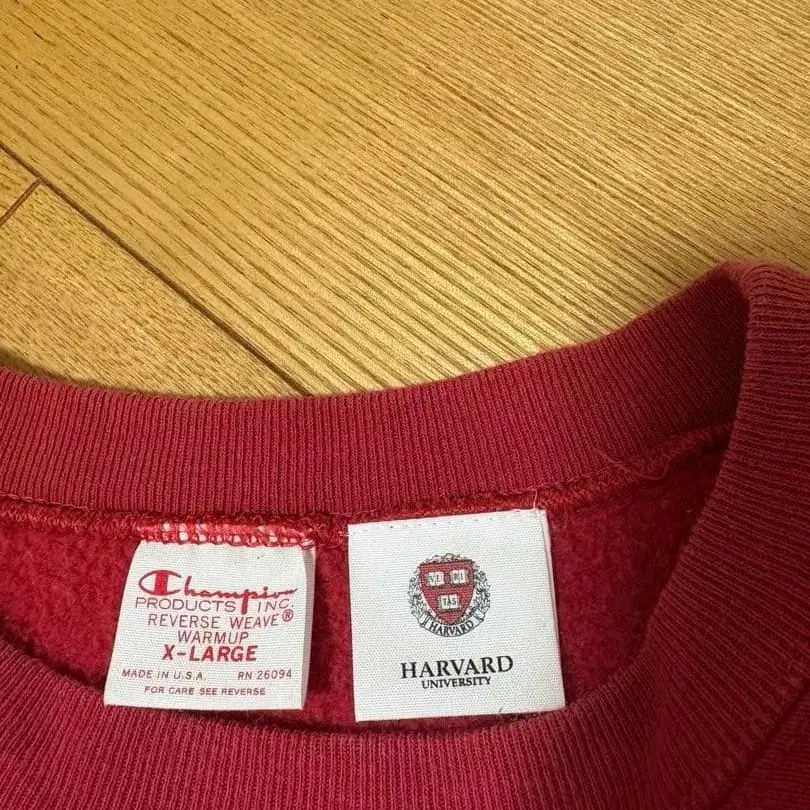 Champion
PRODUCTS INC.
REVERSE WEAVE®
WARMUP
X-LARGE
MADE IN U.S.A. RN 26094
FOR CARE SEE REVERSE
VE RI
TAS
HARVARD
HARVARD
UNIVERSITY